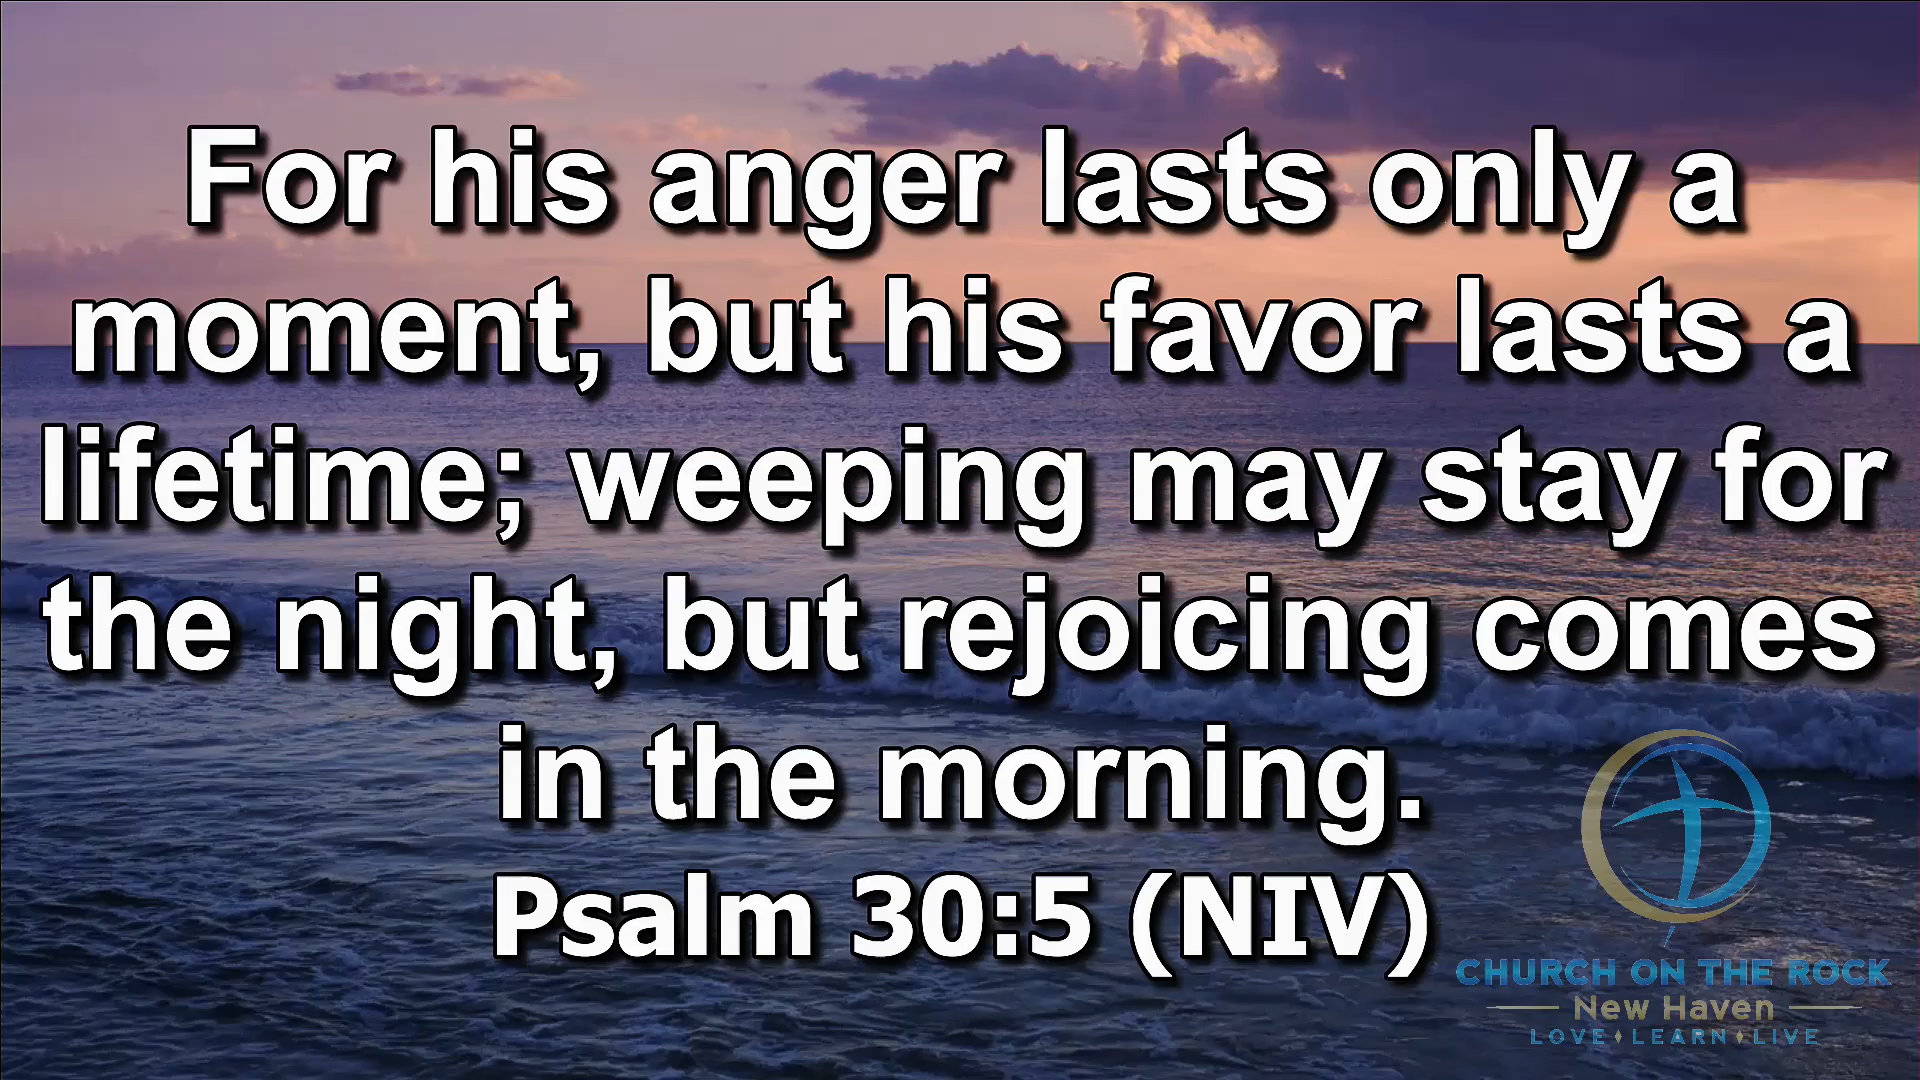 For his anger lasts only a
moment, but his favor lasts a
lifetime; weeping may stay for
the night, but rejoicing comes
in the morning.
Psalm 30:5 (NIV)
CHURCH ON THE ROCK
New Haven
LOVE♦LEARN♦LIVE